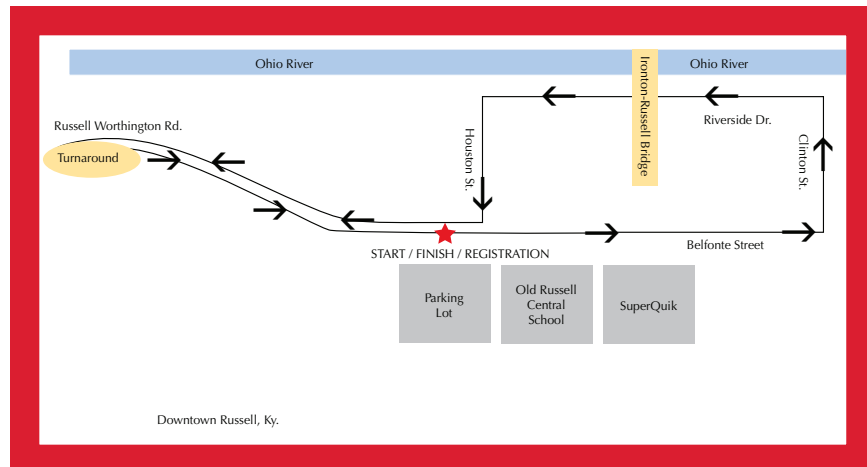 Ohio River
Ohio River
Ironton-Russell Bridge
Riverside Dr.
Russell Worthington Rd.
Turnaround
Houston St.
Clinton St.
Belfonte Street
START / FINISH / REGISTRATION
Parking
Lot
Old Russell
Central
School
SuperQuik
Downtown Russell, Ky.